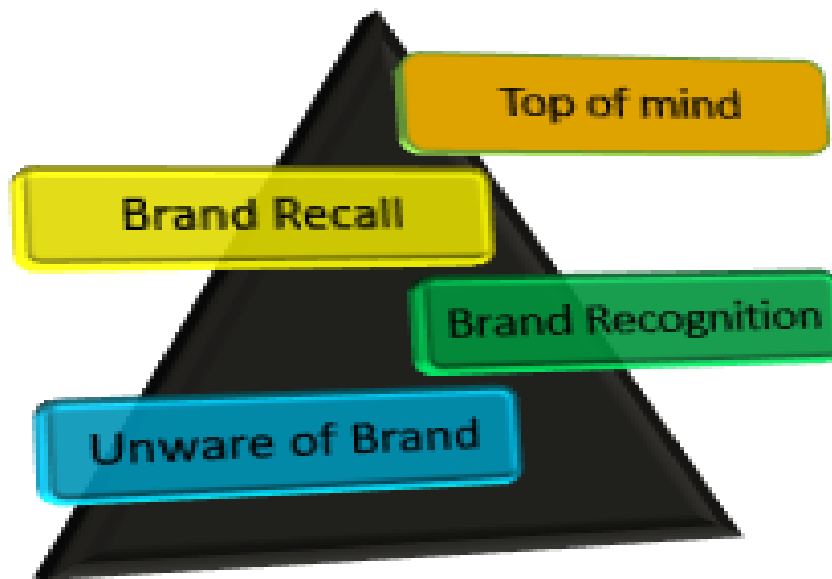 Top of mind
Brand Recall
Brand Recognition
Unware of Brand